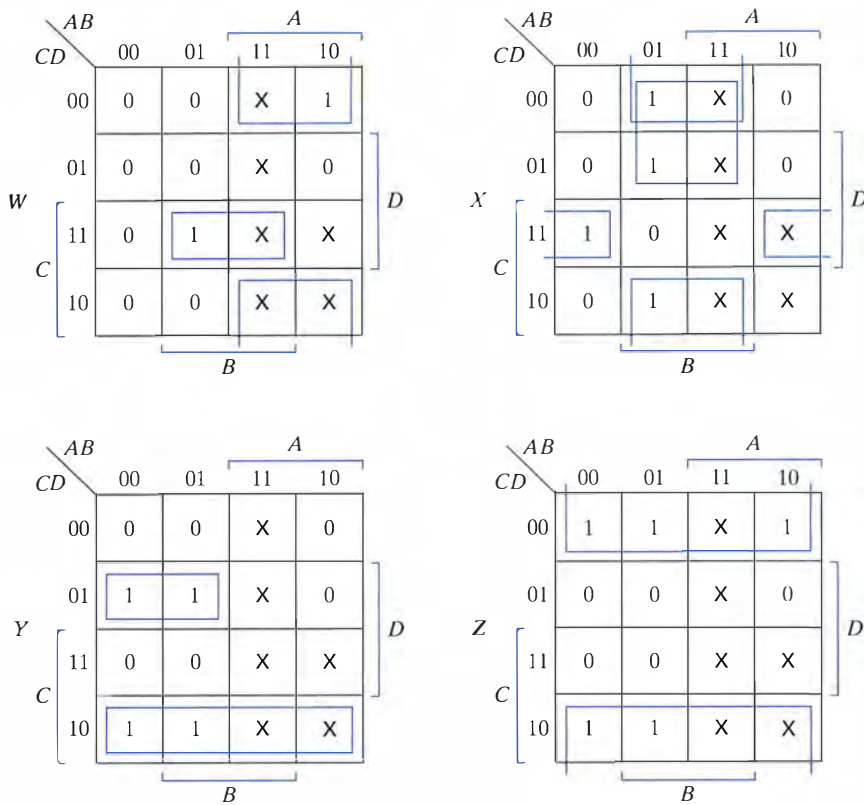 AB
A
CD 00 01 11 10
00 0 0 X 1
01 0 0 X 0
W
D
11 0 1 X X
C
10 0 0 X X
B
AB
A
CD 00 01 11 10
00 0 1 X 0
01 0 1 X 0
X
D
11 1 0 X X
C
10 0 1 X X
B
AB
A
CD 00 01 11 10
00 0 0 X 0
01 1 1 X 0
Y
D
11 0 0 X X
C
10 1 1 X X
B
AB
A
CD 00 01 11 10
00 1 1 X 1
01 0 0 X 0
Z
D
11 0 0 X X
C
10 1 1 X X
B